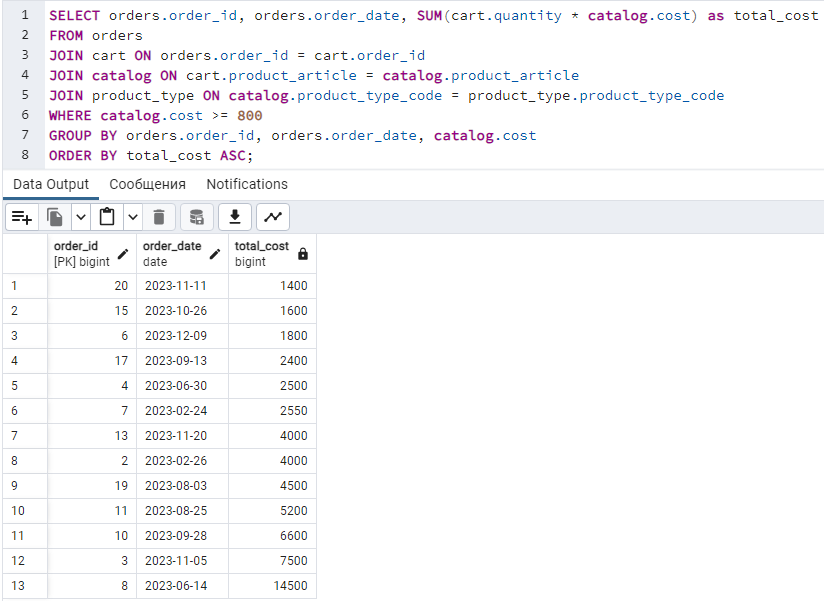 1 SELECT orders.order_id, orders.order_date, SUM(cart.quantity * catalog.cost) as total_cost
2 FROM orders
3 JOIN cart ON orders.order_id = cart.order_id
4 JOIN catalog ON cart.product_article = catalog.product_article
5 JOIN product_type ON catalog.product_type_code = product_type.product_type_code
6 WHERE catalog.cost >= 800
7 GROUP BY orders.order_id, orders.order_date, catalog.cost
8 ORDER BY total_cost ASC;
Data Output Сообщения Notifications
order_id order_date total_cost
[PK] bigint date bigint
1 20 2023-11-11 1400
2 15 2023-10-26 1600
3 6 2023-12-09 1800
4 17 2023-09-13 2400
5 4 2023-06-30 2500
6 7 2023-02-24 2550
7 13 2023-11-20 4000
8 2 2023-02-26 4000
9 19 2023-08-03 4500
10 11 2023-08-25 5200
11 10 2023-09-28 6600
12 3 2023-11-05 7500
13 8 2023-06-14 14500